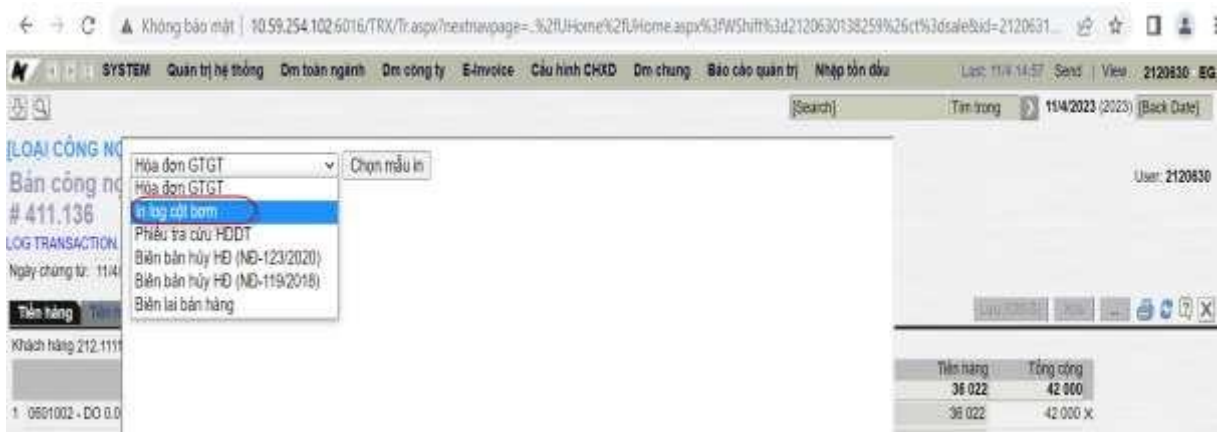 Không bảo mật | 10.59.254.102:6016/TRX/Tr.aspx?nextnavpage=..%2fUHome%2fUHome.aspx%3fWShift%3d2120630138259%26ct%3dsale&id=2120631...
SYSTEM Quản trị hệ thống Dm toàn ngành Dm công ty E-Invoice Cấu hình CHXD Dm chung Báo cáo quản trị Nhập tồn đầu Last: 11/4 14:57 Send | View 2120630 EG
[Search] Tìm trong 11/4/2023 (2023) [Back Date]
[LOẠI CÔNG NỢ
Hóa đơn GTGT Chọn mẫu in
Bán công nợ
User: 2120630
Hóa đơn GTGT
# 411.136
In log cột bơm
LOG TRANSACTION
Phiếu tra cứu HDDT
Ngày chứng từ: 11/4/
Biên bản hủy HĐ (NĐ-123/2020)
Biên bản hủy HĐ (NĐ-119/2018)
Biên lai bán hàng
Tiền hàng
Khách hàng 212.1111
Tiền hàng Tổng cộng
36 022 42 000
1 0601002 - DO 0.0 36 022 42 000 X